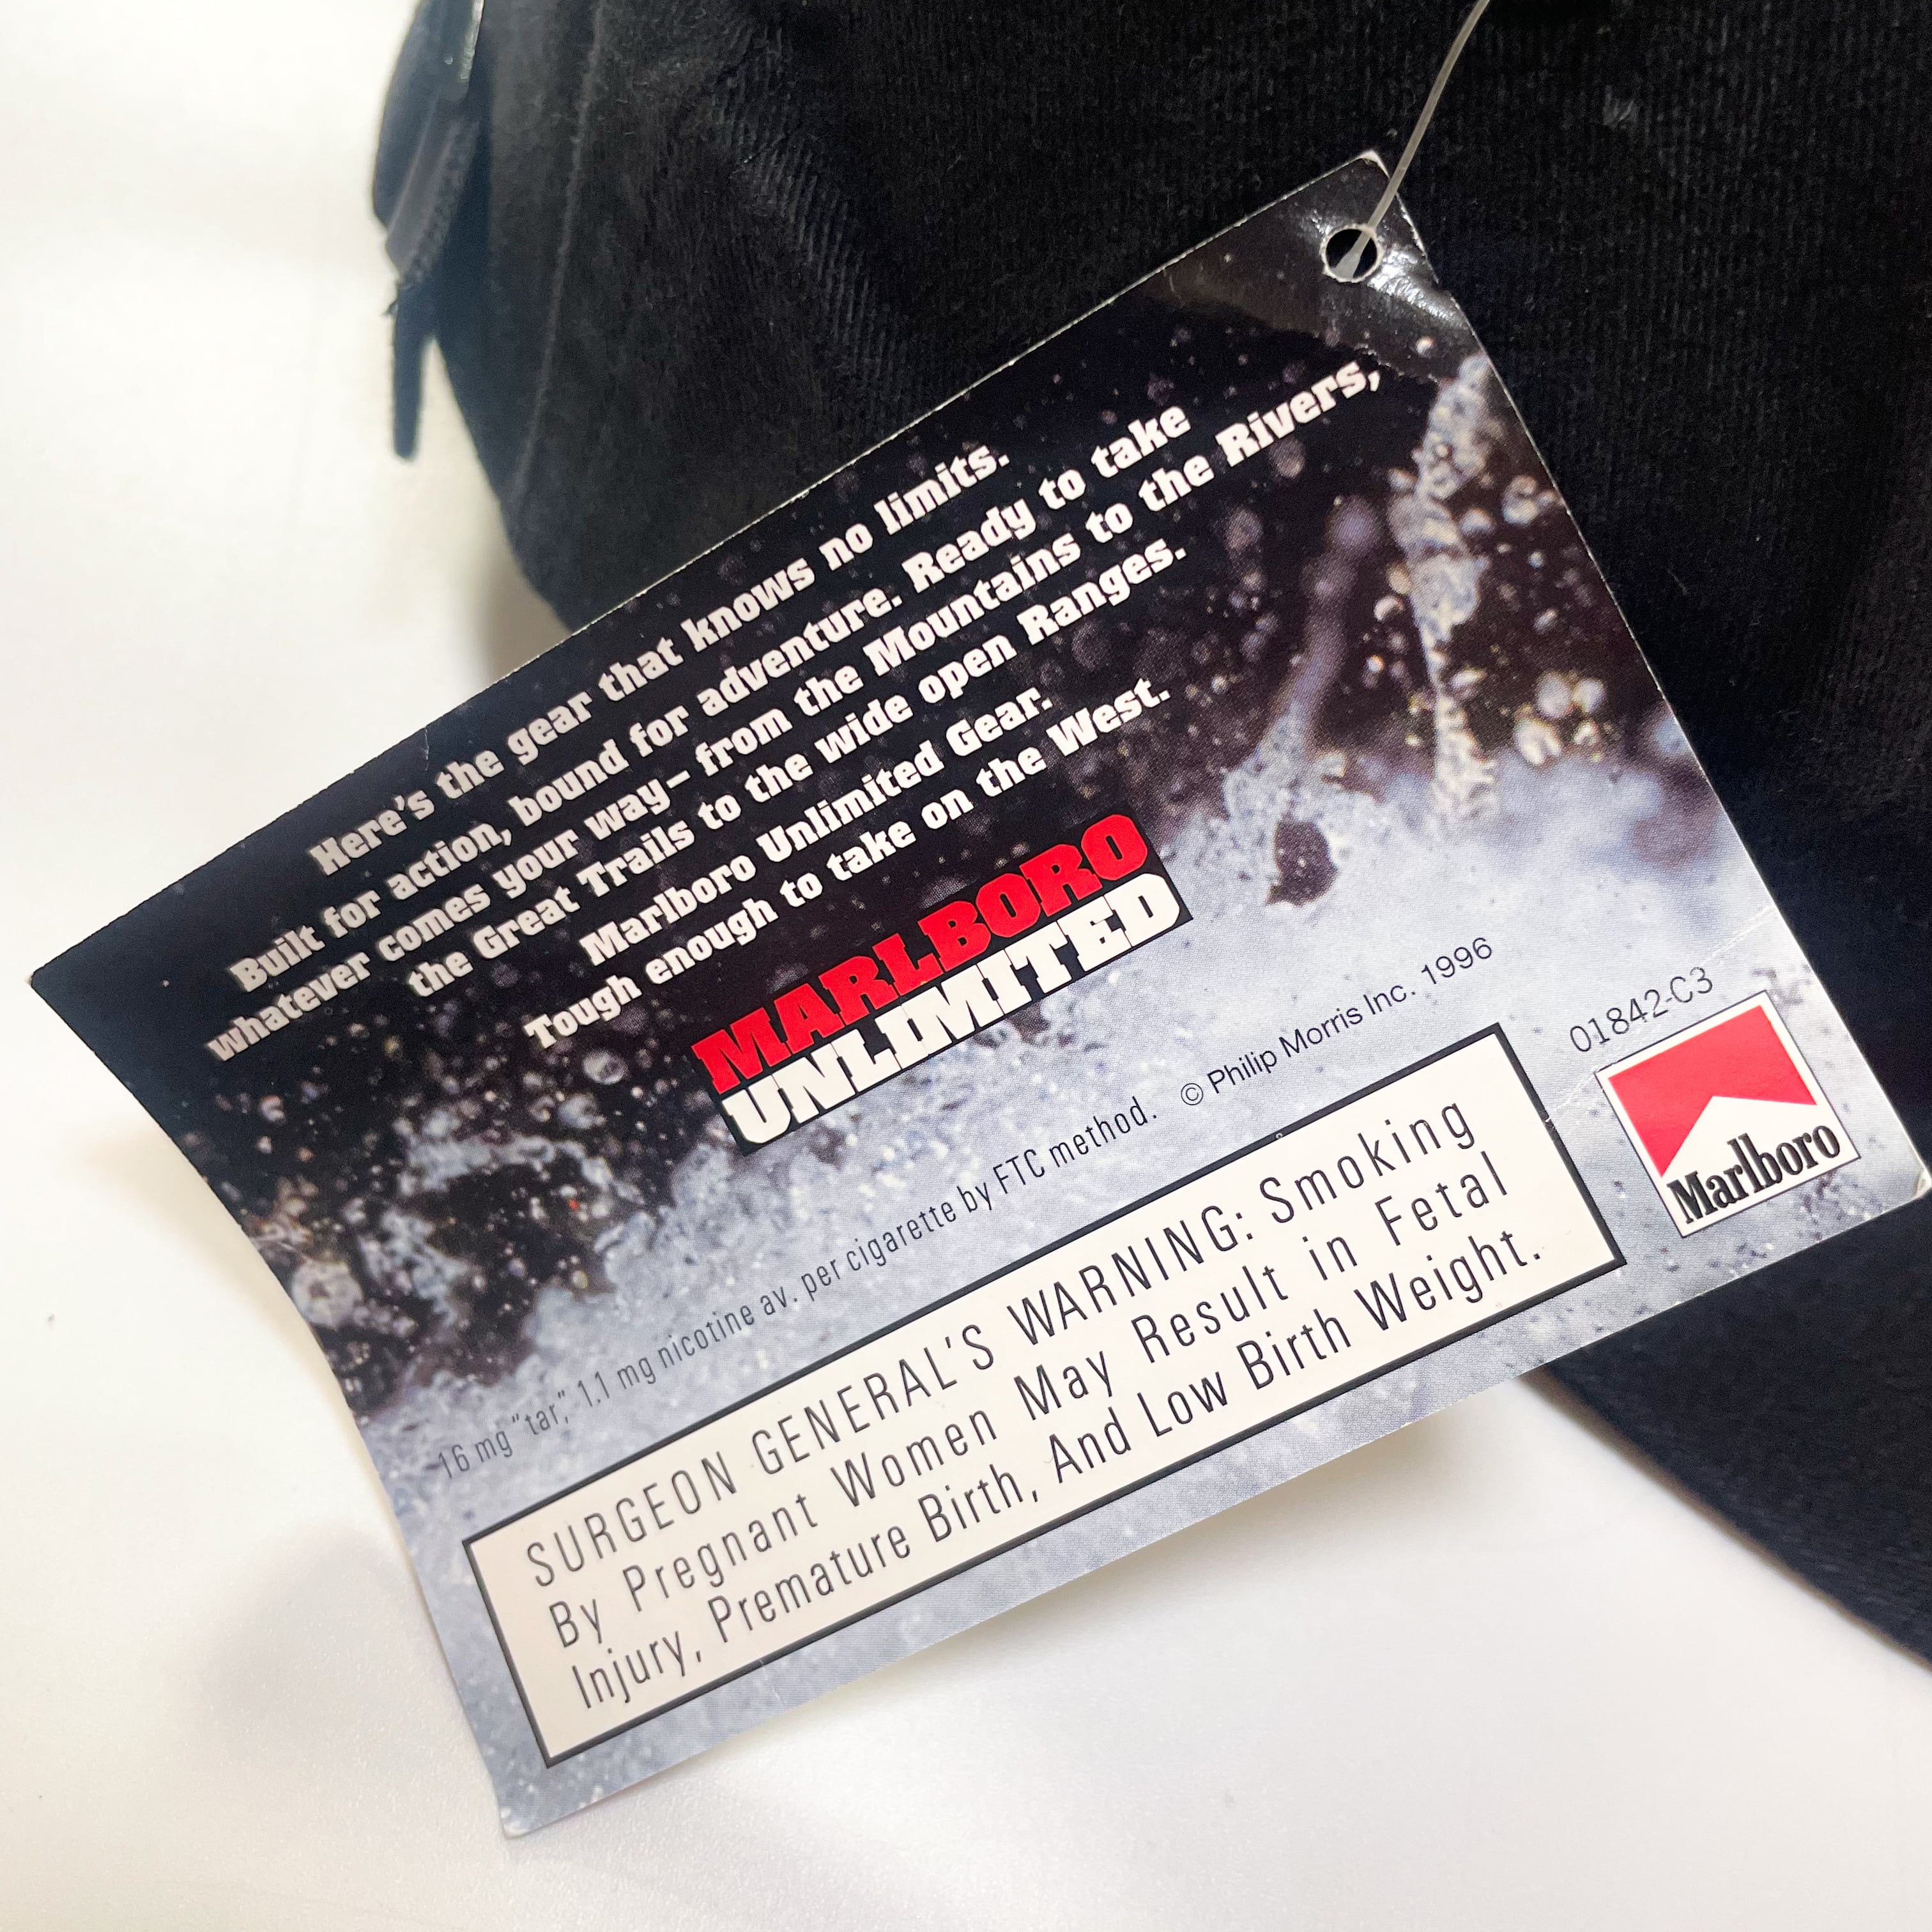 Here's the gear that knows no limits.
Built for action, bound for adventure. Ready to take
whatever comes your way– from the Mountains to the Rivers,
the Great Trails to the wide open Ranges.
Marlboro Unlimited Gear.
Tough enough to take on the West.
MARLBORO
UNLIMITED
16 mg "tar," 1.1 mg nicotine av. per cigarette by FTC method.
© Philip Morris Inc. 1996
01842-C3
SURGEON GENERAL'S WARNING: Smoking
By Pregnant Women May Result in Fetal
Injury, Premature Birth, And Low Birth Weight.
Marlboro